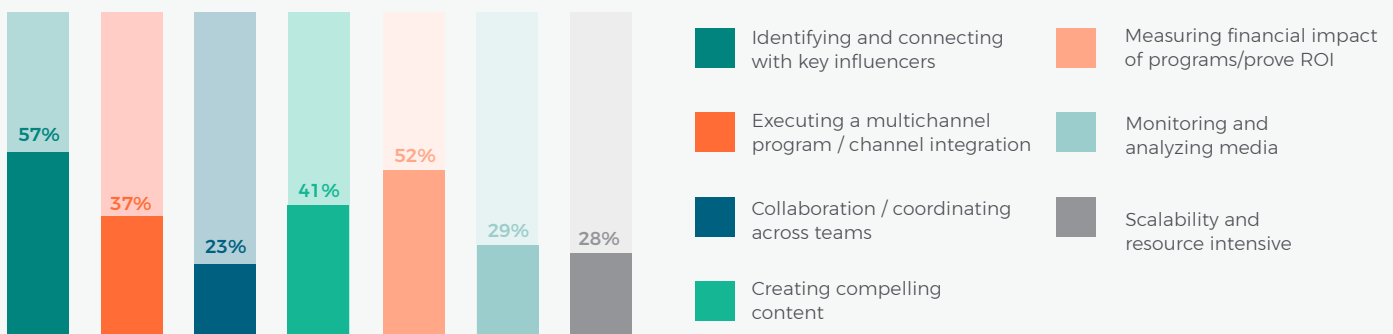 57%
37%
23%
41%
52%
29%
28%
Identifying and connecting
with key influencers
Executing a multichannel
program / channel integration
Collaboration / coordinating
across teams
Creating compelling
content
Measuring financial impact
of programs/prove ROI
Monitoring and
analyzing media
Scalability and
resource intensive